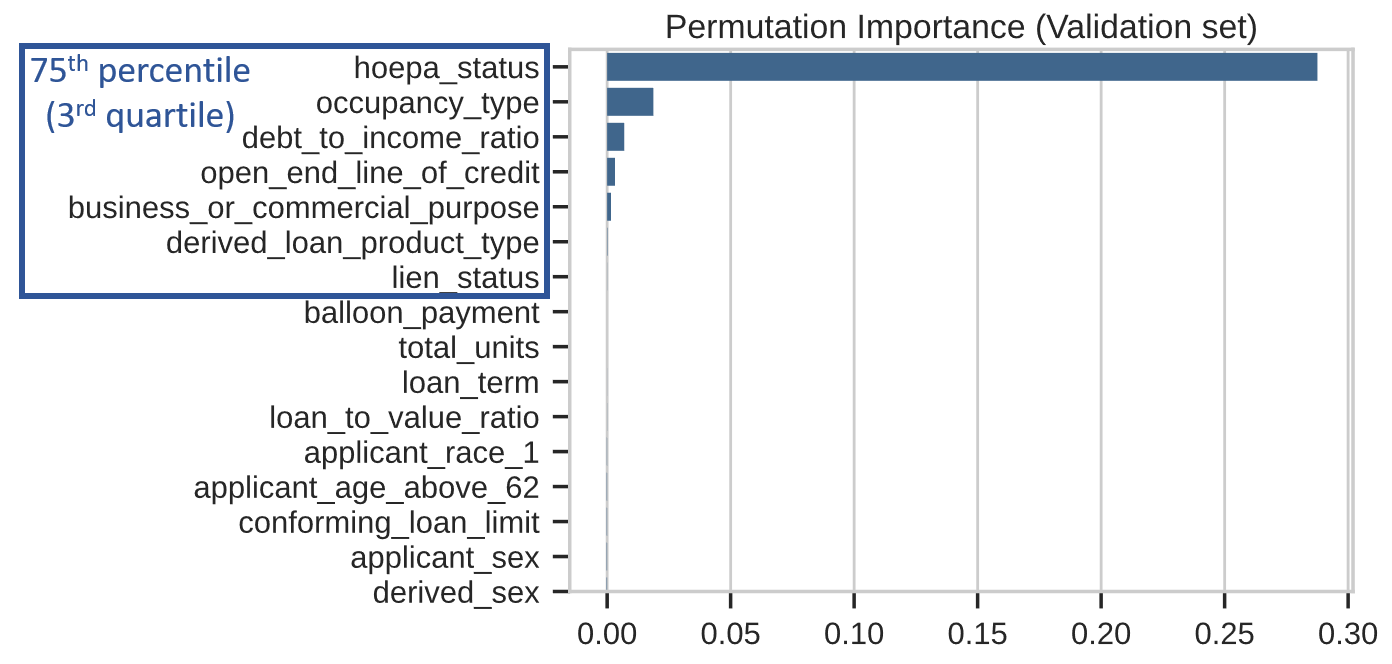 Permutation Importance (Validation set)
75th percentile
(3rd quartile)
hoepa_status
occupancy_type
debt_to_income_ratio
open_end_line_of_credit
business_or_commercial_purpose
derived_loan_product_type
lien_status
balloon_payment
total_units
loan_term
loan_to_value_ratio
applicant_race_1
applicant_age_above_62
conforming_loan_limit
applicant_sex
derived_sex
0.00 0.05 0.10 0.15 0.20 0.25 0.30